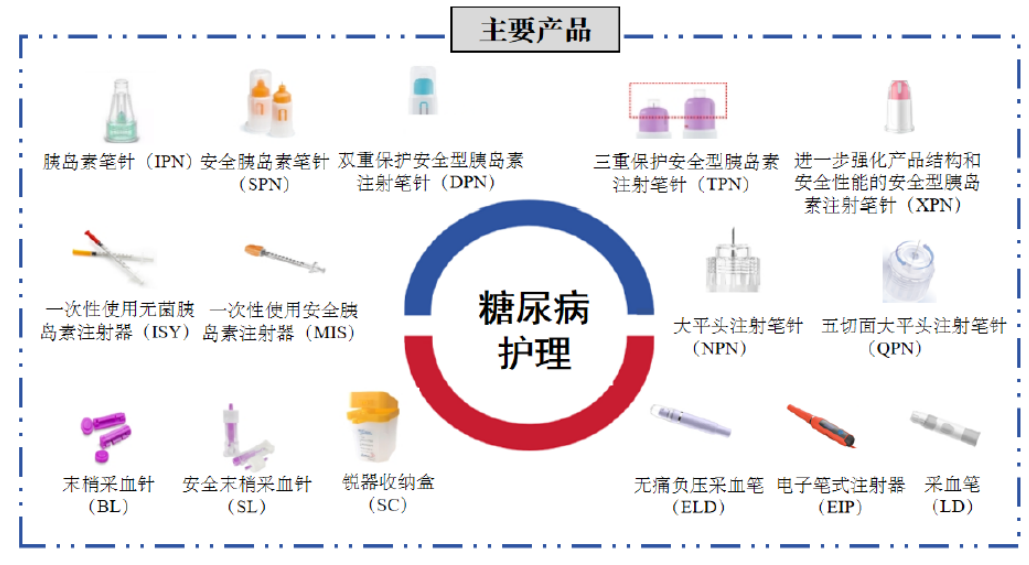 主要产品
胰岛素笔针（IPN）
安全胰岛素笔针
（SPN）
双重保护安全型胰岛素
注射笔针（DPN）
三重保护安全型胰岛素
注射笔针（TPN）
进一步强化产品结构和
安全性能的安全型胰岛
素注射笔针（XPN）
一次性使用无菌胰
岛素注射器（ISY）
一次性使用安全胰
岛素注射器（MIS）
糖尿病
护理
大平头注射笔针
（NPN）
五切面大平头注射笔针
（QPN）
末梢采血针
（BL）
安全末梢采血针
（SL）
锐器收纳盒
（SC）
无痛负压采血笔
（ELD）
电子笔式注射器
（EIP）
采血笔
（LD）